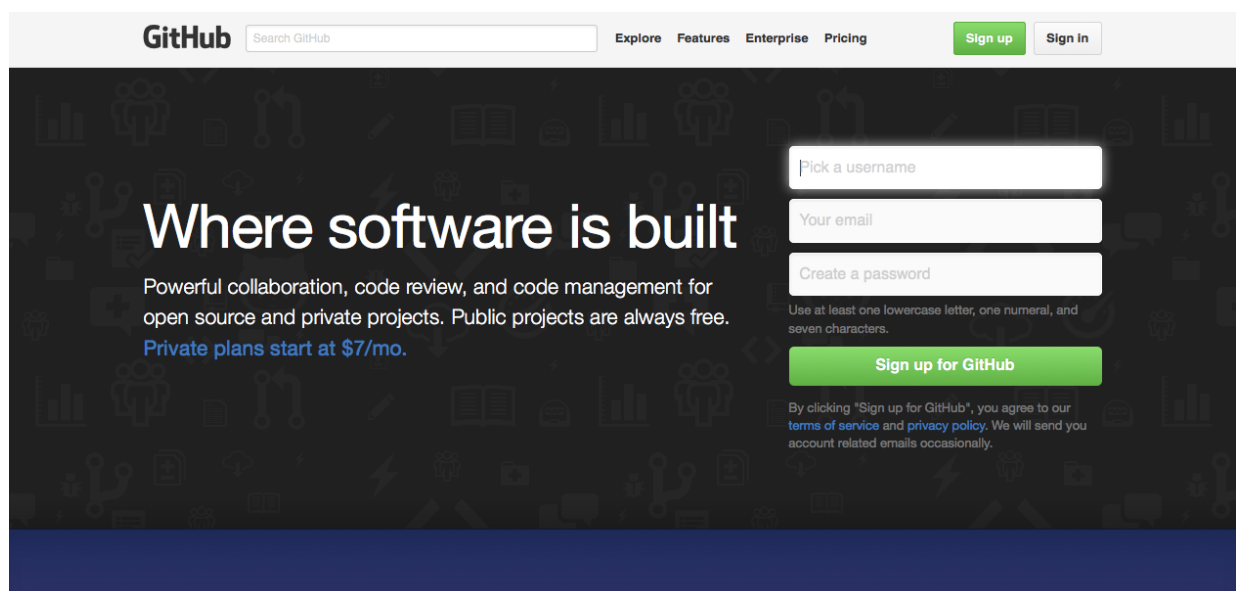 GitHub Search GitHub Explore Features Enterprise Pricing Sign up Sign in
Where software is built
Powerful collaboration, code review, and code management for
open source and private projects. Public projects are always free.
Private plans start at $7/mo.
Pick a username
Your email
Create a password
Use at least one lowercase letter, one numeral, and
seven characters.
Sign up for GitHub
By clicking "Sign up for GitHub", you agree to our
terms of service and privacy policy. We will send you
account related emails occasionally.